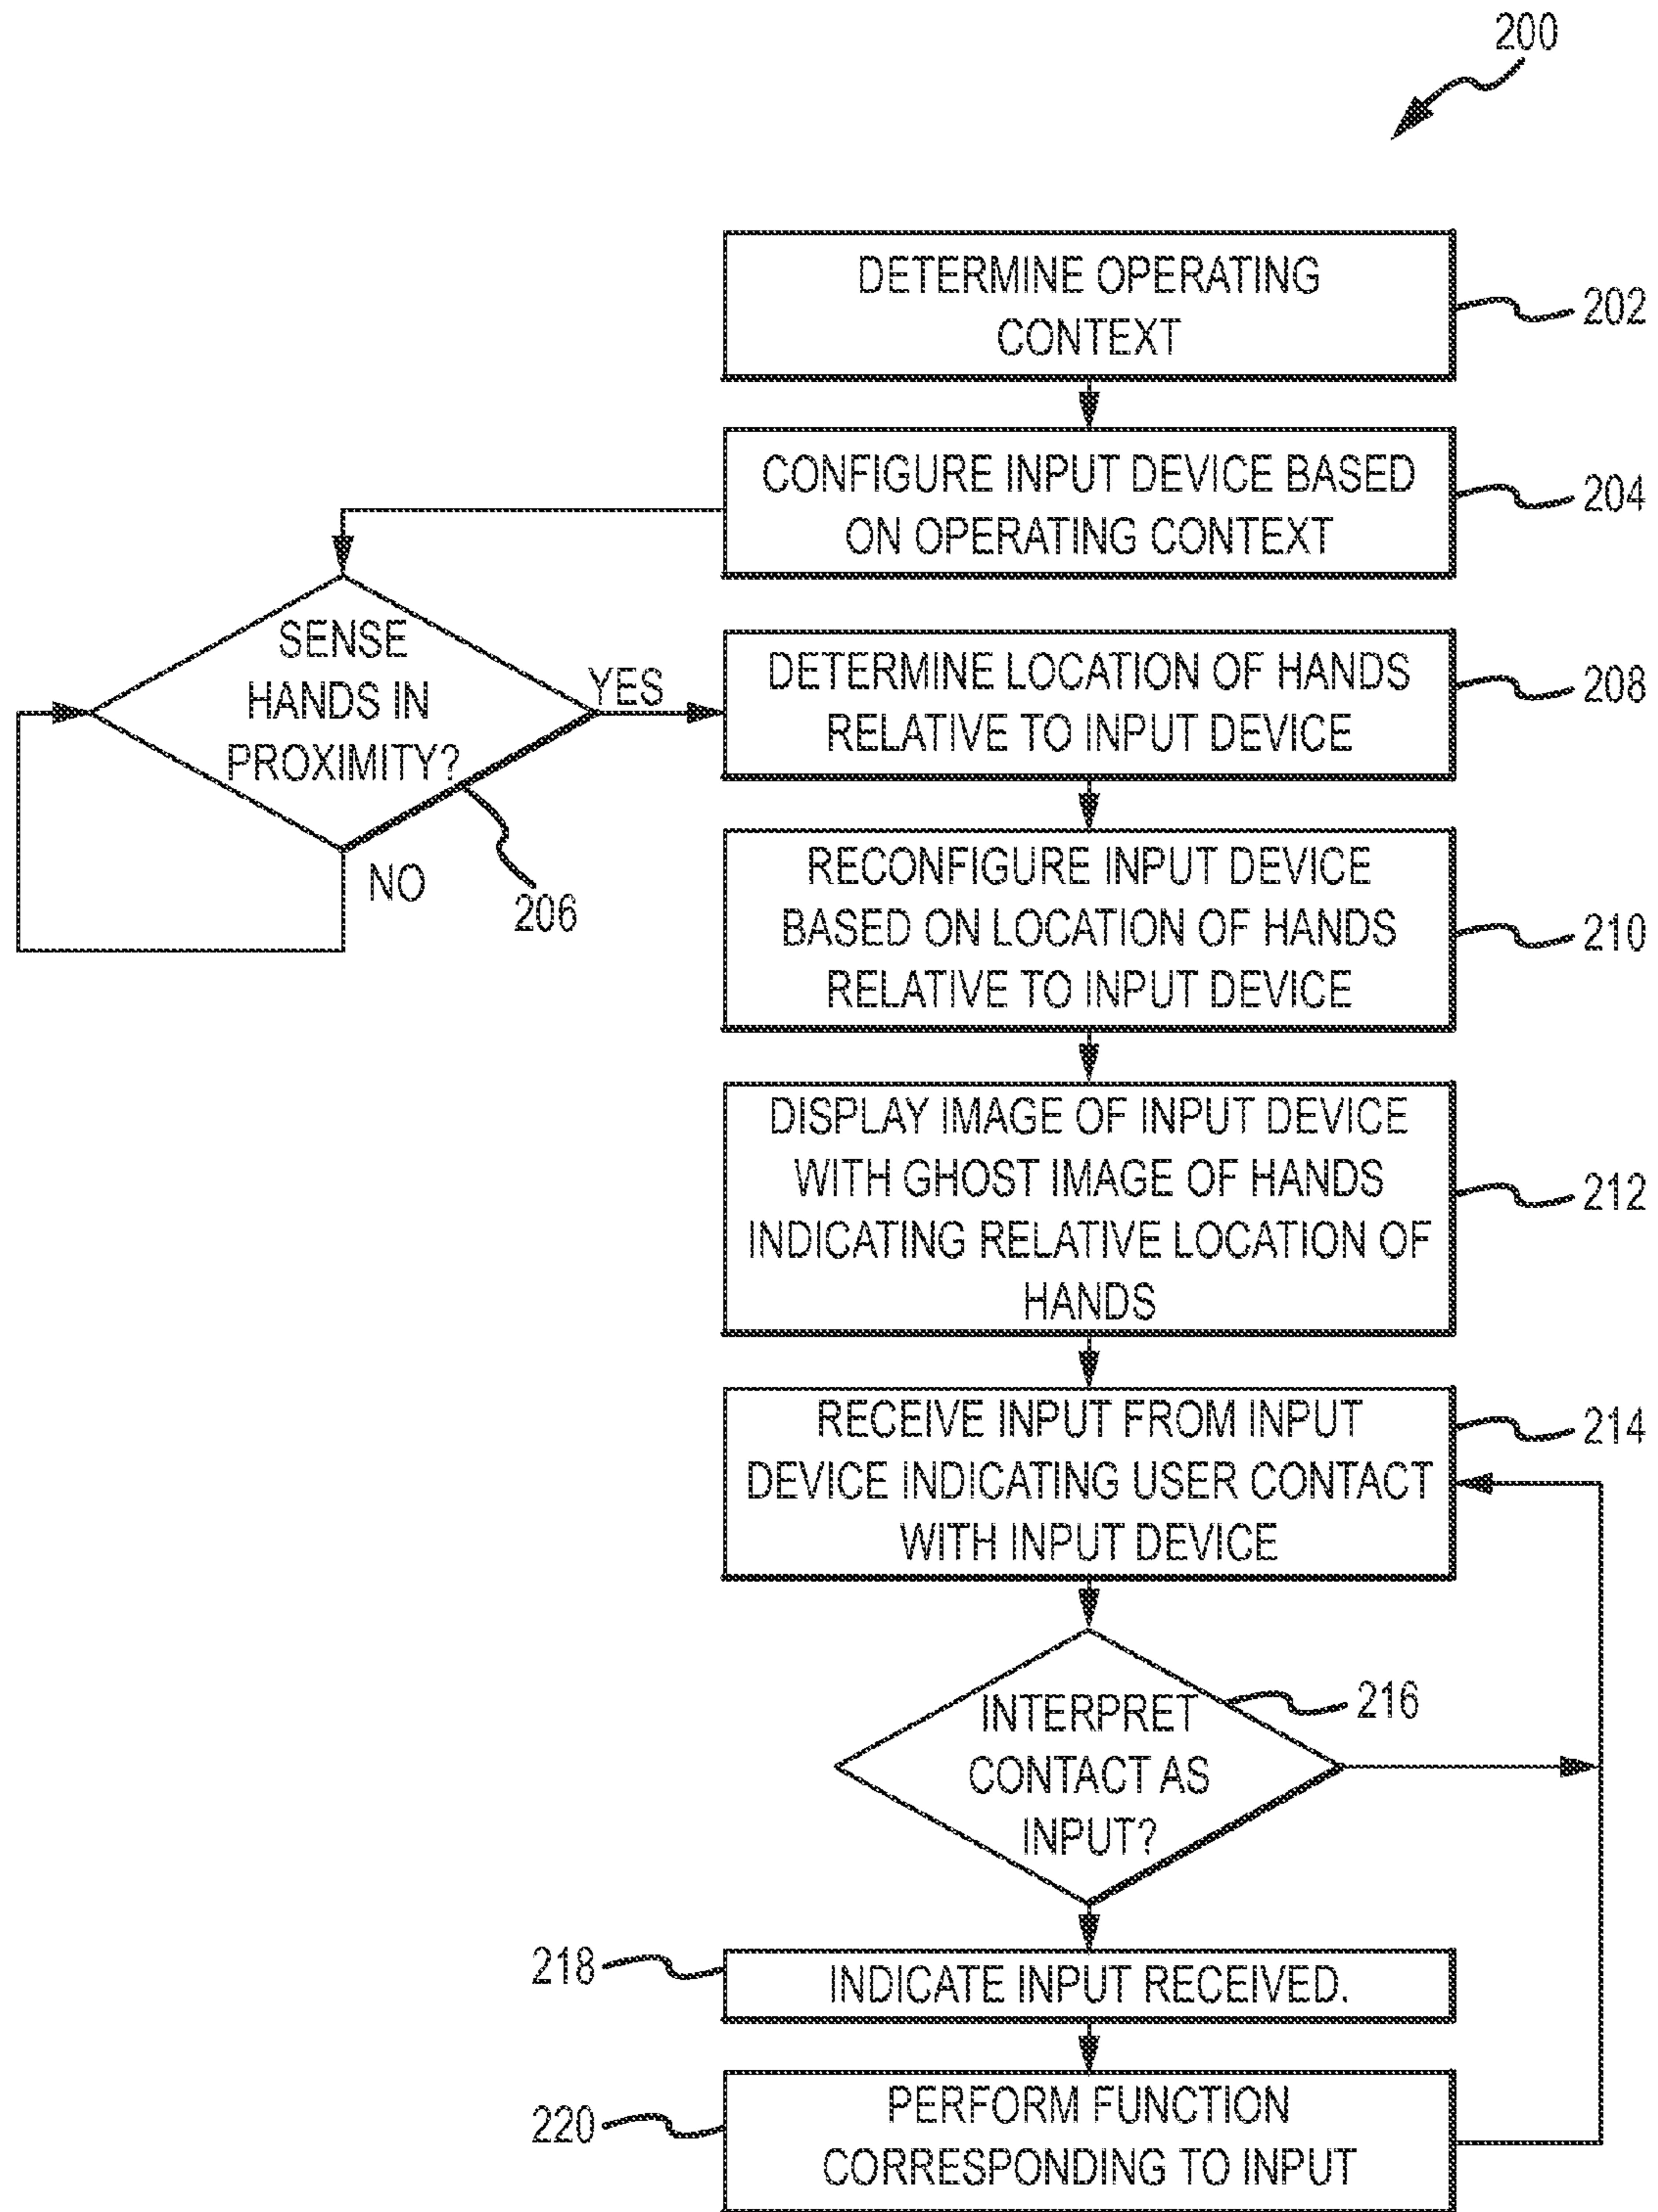 200
DETERMINE OPERATING
CONTEXT
202
CONFIGURE INPUT DEVICE BASED
ON OPERATING CONTEXT
204
SENSE
HANDS IN
PROXIMITY?
YES
NO
206
DETERMINE LOCATION OF HANDS
RELATIVE TO INPUT DEVICE
208
RECONFIGURE INPUT DEVICE
BASED ON LOCATION OF HANDS
RELATIVE TO INPUT DEVICE
210
DISPLAY IMAGE OF INPUT DEVICE
WITH GHOST IMAGE OF HANDS
INDICATING RELATIVE LOCATION OF
HANDS
212
RECEIVE INPUT FROM INPUT
DEVICE INDICATING USER CONTACT
WITH INPUT DEVICE
214
INTERPRET
CONTACT AS
INPUT?
216
218
INDICATE INPUT RECEIVED.
220
PERFORM FUNCTION
CORRESPONDING TO INPUT